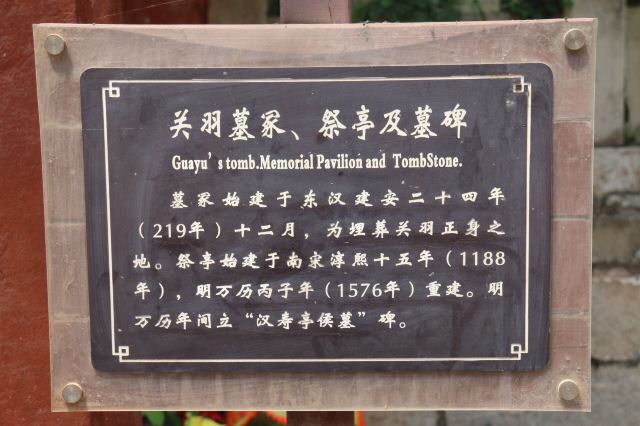 关羽墓冢、祭亭及墓碑
Guayu's tomb.Memorial Pavilion and TombStone.
墓冢始建于东汉建安二十四年
（219年）十二月，为埋葬关羽正身之
地。祭亭始建于南宋淳熙十五年（1188
年），明万历丙子年（1576年）重建。明
万历年间立“汉寿亭侯墓”碑。